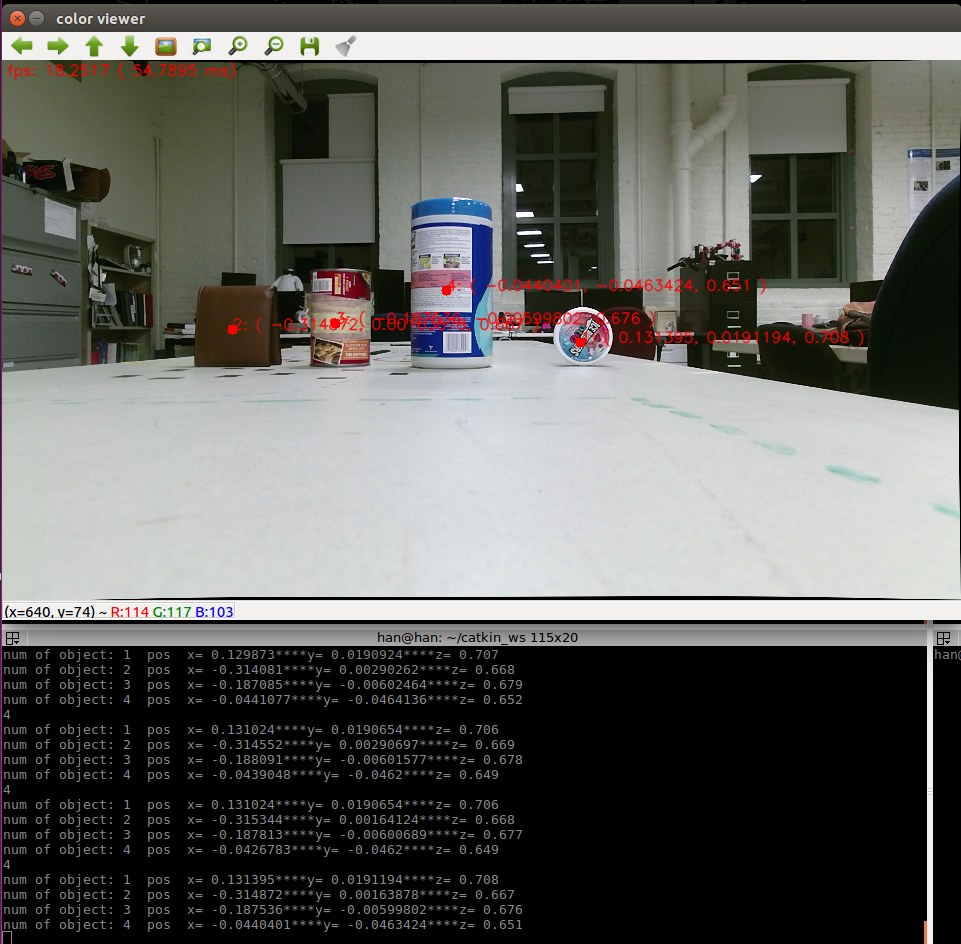 color viewer
fps: 18.2517 ( 54.7895 ms)
4: ( -0.0440401, -0.0463424, 0.651 )
3: ( -0.187536, -0.00599802, 0.676 )
2: ( -0.314872, 0.00163878, 0.667
( 0.131395, 0.0191194, 0.708 )
(x=640, y=74) ~ R:114 G:117 B:103
han@han: ~/catkin_ws 115x20
num of object: 1  pos  x= 0.129873****y= 0.0190924****z= 0.707
han@
num of object: 2  pos  x= -0.314081****y= 0.00290262****z= 0.668
num of object: 3  pos  x= -0.187085****y= -0.00602464****z= 0.679
num of object: 4  pos  x= -0.0441077****y= -0.0464136****z= 0.652
4
num of object: 1  pos  x= 0.131024****y= 0.0190654****z= 0.706
num of object: 2  pos  x= -0.314552****y= 0.00290697****z= 0.669
num of object: 3  pos  x= -0.188091****y= -0.00601577****z= 0.678
num of object: 4  pos  x= -0.0439048****y= -0.0462****z= 0.649
4
num of object: 1  pos  x= 0.131024****y= 0.0190654****z= 0.706
num of object: 2  pos  x= -0.315344****y= 0.00164124****z= 0.668
num of object: 3  pos  x= -0.187813****y= -0.00600689****z= 0.677
num of object: 4  pos  x= -0.0426783****y= -0.0462****z= 0.649
4
num of object: 1  pos  x= 0.131395****y= 0.0191194****z= 0.708
num of object: 2  pos  x= -0.314872****y= 0.00163878****z= 0.667
num of object: 3  pos  x= -0.187536****y= -0.00599802****z= 0.676
num of object: 4  pos  x= -0.0440401****y= -0.0463424****z= 0.651